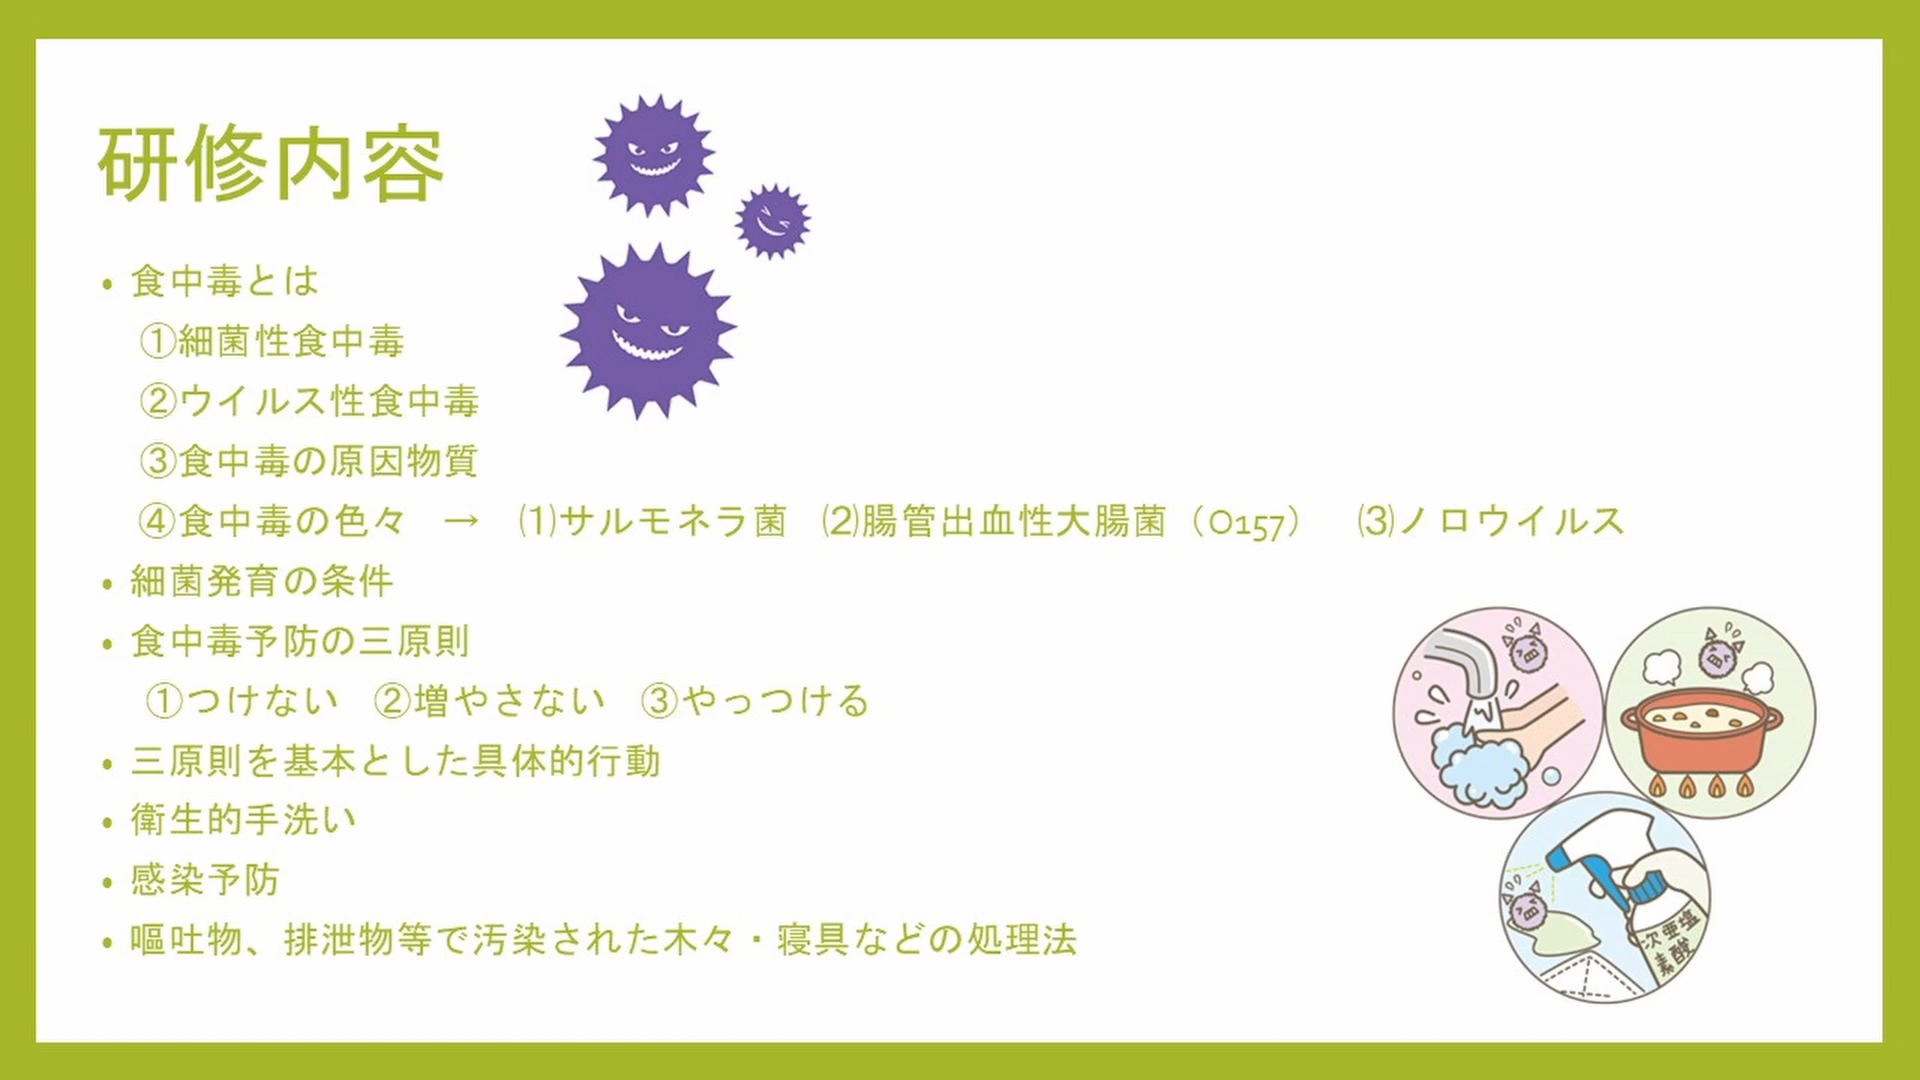 研修内容
• 食中毒とは
①細菌性食中毒
②ウイルス性食中毒
③食中毒の原因物質
④食中毒の色々　→　⑴サルモネラ菌　⑵腸管出血性大腸菌（O157）　⑶ノロウイルス
• 細菌発育の条件
• 食中毒予防の三原則
①つけない　②増やさない　③やっつける
• 三原則を基本とした具体的行動
• 衛生的手洗い
• 感染予防
• 嘔吐物、排泄物等で汚染された木々・寝具などの処理法
次亜塩
素酸